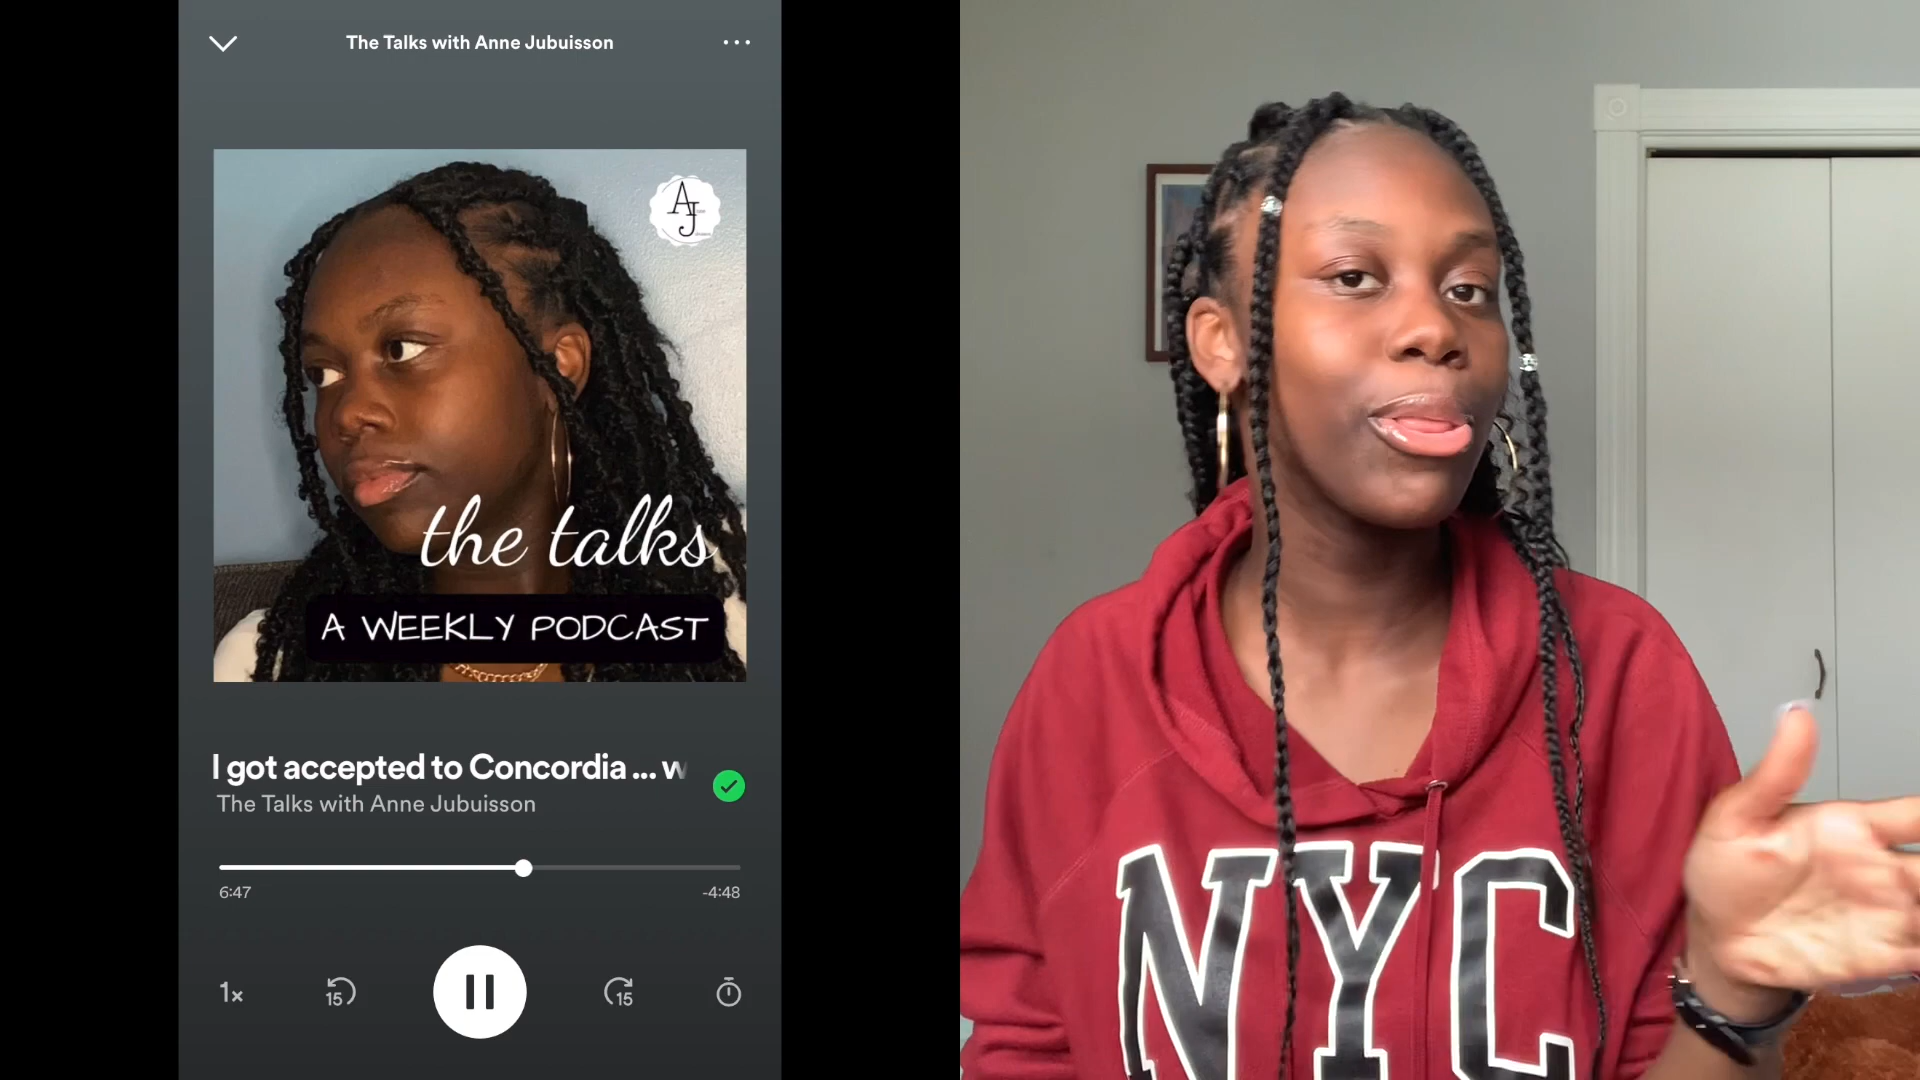 The Talks with Anne Jubuisson
AJ
the talks
A WEEKLY PODCAST
I got accepted to Concordia ... w
The Talks with Anne Jubuisson
6:47
-4:48
1x
15
15
NYC